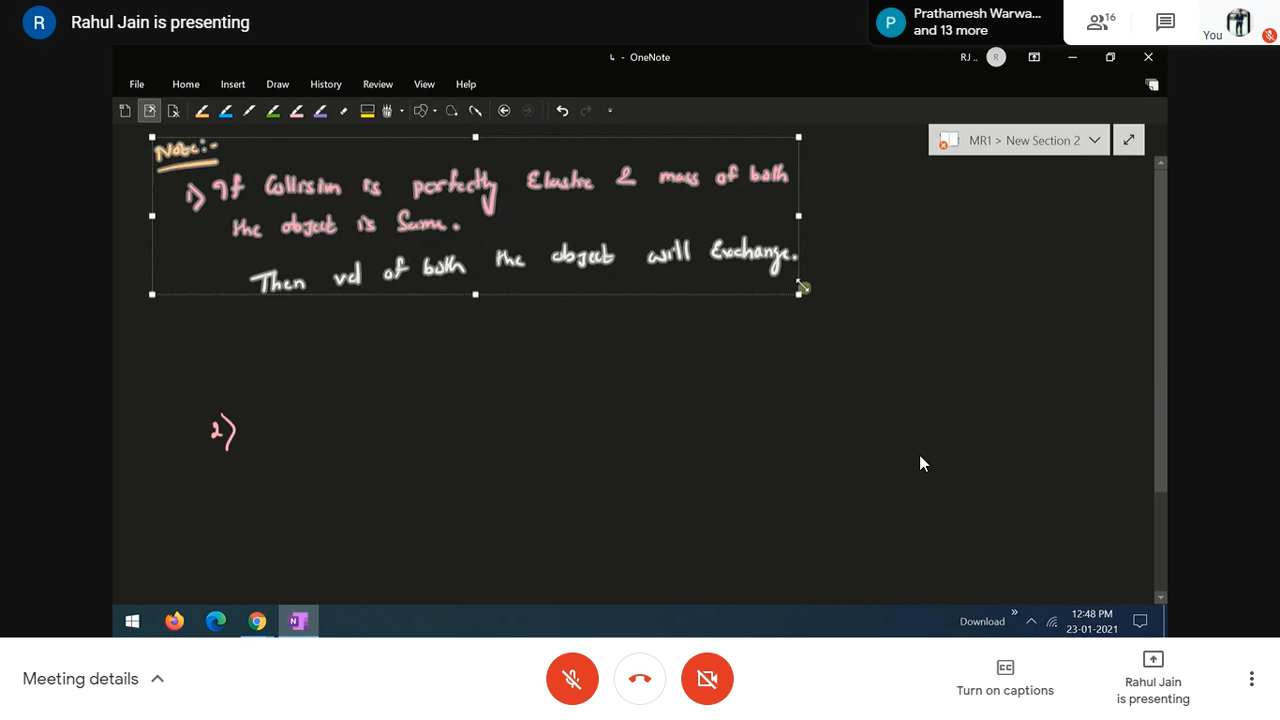 R Rahul Jain is presenting
P Prathamesh Warwa...
and 13 more
16
You
↳ - OneNote
RJ .. R
File Home Insert Draw History Review View Help
MR1 > New Section 2
Note:-
1) If Collision is perfectly Elastic & mass of both
the object is Same.
Then vel of both the object will Exchange.
2)
Download
12:48 PM
23-01-2021
Meeting details
CC
Turn on captions
Rahul Jain
is presenting